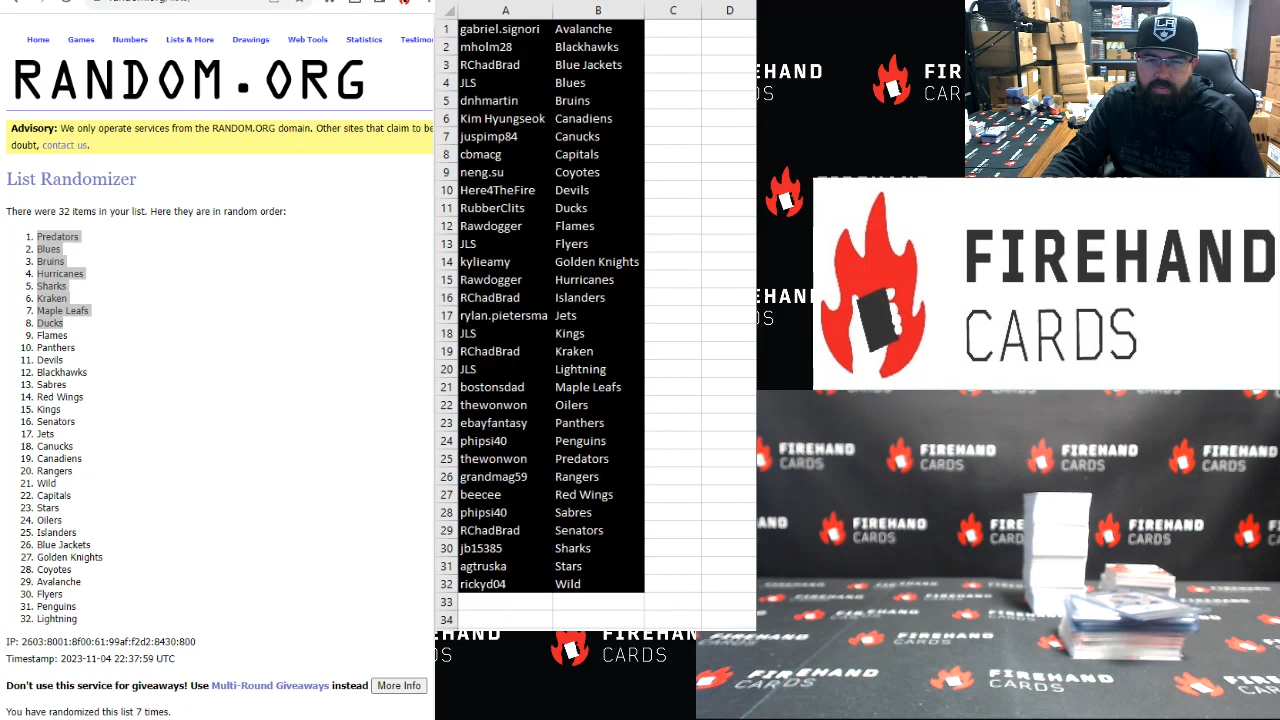 Home Games Numbers Lists & More Drawings Web Tools Statistics Testimo
RANDOM.ORG
Advisory: We only operate services from the RANDOM.ORG domain. Other sites that claim to be
doubt, contact us.
List Randomizer
There were 32 items in your list. Here they are in random order:
1. Predators
2. Blues
3. Bruins
4. Hurricanes
5. Sharks
6. Kraken
7. Maple Leafs
8. Ducks
9. Flames
10. Panthers
11. Devils
12. Blackhawks
13. Sabres
14. Red Wings
15. Kings
16. Senators
17. Jets
18. Canucks
19. Canadiens
20. Rangers
21. Wild
22. Capitals
23. Stars
24. Oilers
25. Islanders
26. Blue Jackets
27. Golden Knights
28. Coyotes
29. Avalanche
30. Flyers
31. Penguins
32. Lightning
IP: 2603:8001:8f00:61:99af:f2d2:8430:800
Timestamp: 2023-11-04 22:37:59 UTC
Don't use this service for giveaways! Use Multi-Round Giveaways instead More Info
You have randomized this list 7 times.
A B C D
1 gabriel.signori Avalanche
2 mholm28 Blackhawks
3 RChadBrad Blue Jackets
4 JLS Blues
5 dnhmartin Bruins
6 Kim Hyungseok Canadiens
7 juspimp84 Canucks
8 cbmacg Capitals
9 neng.su Coyotes
10 Here4TheFire Devils
11 RubberClits Ducks
12 Rawdogger Flames
13 JLS Flyers
14 kylieamy Golden Knights
15 Rawdogger Hurricanes
16 RChadBrad Islanders
17 rylan.pietersma Jets
18 JLS Kings
19 RChadBrad Kraken
20 JLS Lightning
21 bostonsdad Maple Leafs
22 thewonwon Oilers
23 ebayfantasy Panthers
24 phipsi40 Penguins
25 thewonwon Predators
26 grandmag59 Rangers
27 beecee Red Wings
28 phipsi40 Sabres
29 RChadBrad Senators
30 jb15385 Sharks
31 agtruska Stars
32 rickyd04 Wild
33
34
FIREHAND
CARDS
FIREHAND
CARDS
FIREHAND
CARDS
FIREHAND
CARDS
FIREHAND
CARDS
FIREHAND
CARDS